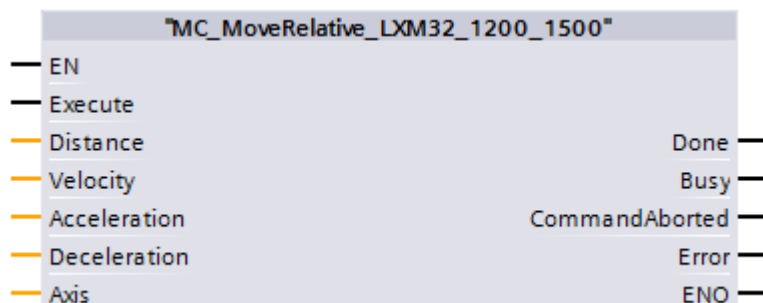 "MC_MoveRelative_LXM32_1200_1500"
EN
Execute
Distance Done
Velocity Busy
Acceleration CommandAborted
Deceleration Error
Axis ENO